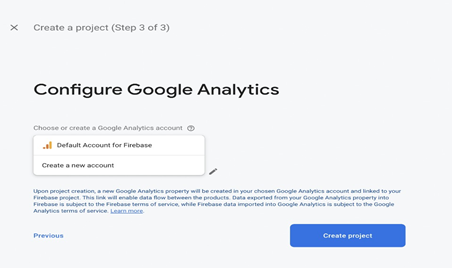 Create a project (Step 3 of 3)
Configure Google Analytics
Choose or create a Google Analytics account
Default Account for Firebase
Create a new account
Upon project creation, a new Google Analytics property will be created in your chosen Google Analytics account and linked to your
Firebase project. This link will enable data flow between the products. Data exported from your Google Analytics property into
Firebase is subject to the Firebase terms of service, while Firebase data imported into Google Analytics is subject to the Google
Analytics terms of service. Learn more.
Previous
Create project